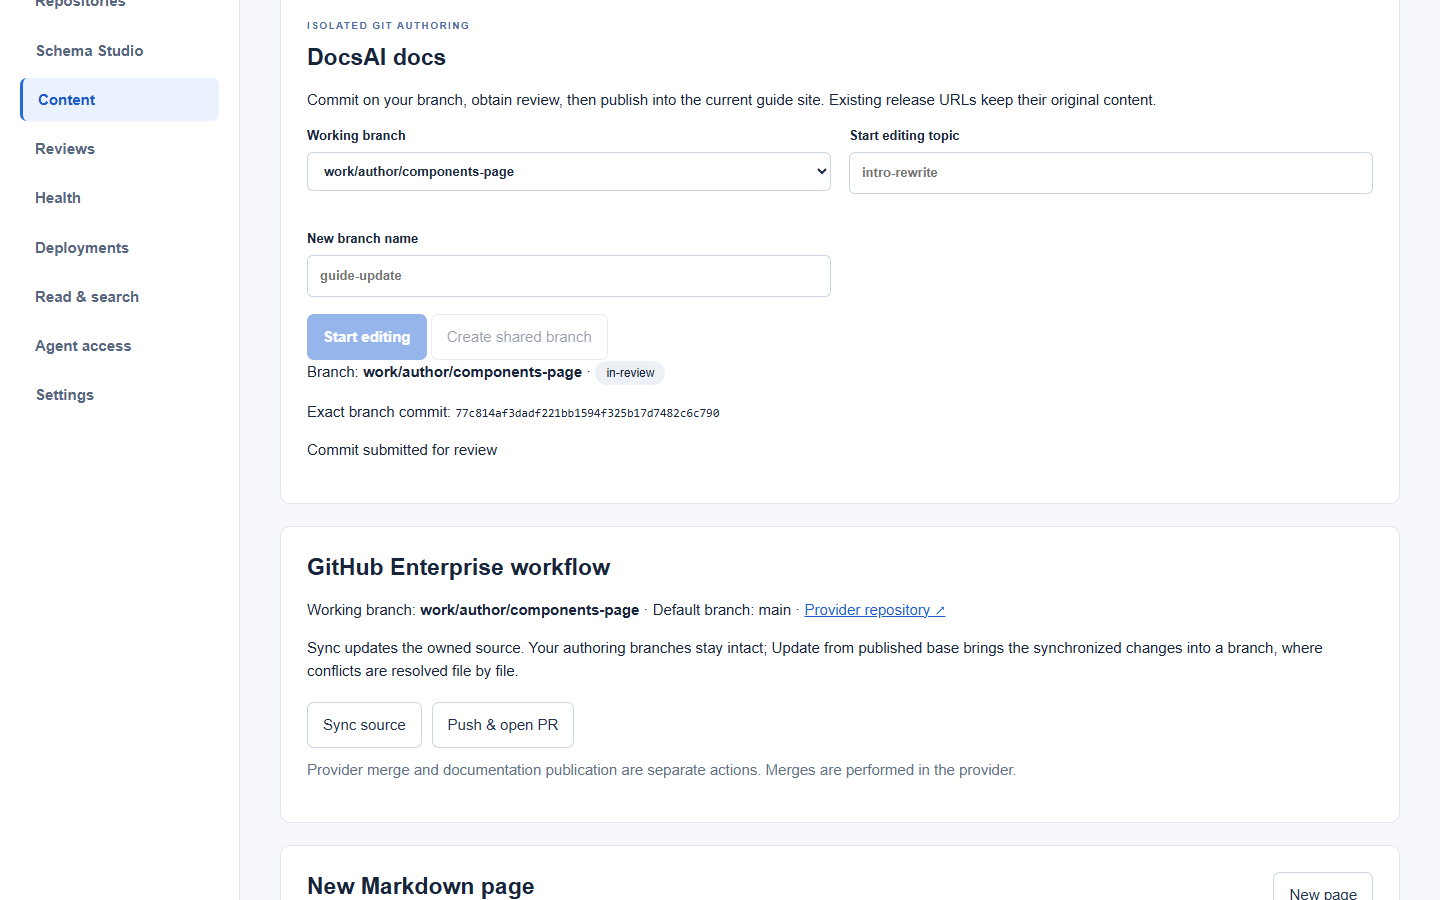 Repositories
Schema Studio
Content
Reviews
Health
Deployments
Read & search
Agent access
Settings
ISOLATED GIT AUTHORING
DocsAI docs
Commit on your branch, obtain review, then publish into the current guide site. Existing release URLs keep their original content.
Working branch
work/author/components-page
Start editing topic
intro-rewrite
New branch name
guide-update
Start editing
Create shared branch
Branch: work/author/components-page · in-review
Exact branch commit: 77c814af3dadf221bb1594f325b17d7482c6c790
Commit submitted for review
GitHub Enterprise workflow
Working branch: work/author/components-page · Default branch: main · Provider repository ↗
Sync updates the owned source. Your authoring branches stay intact; Update from published base brings the synchronized changes into a branch, where
conflicts are resolved file by file.
Sync source
Push & open PR
Provider merge and documentation publication are separate actions. Merges are performed in the provider.
New Markdown page
New page